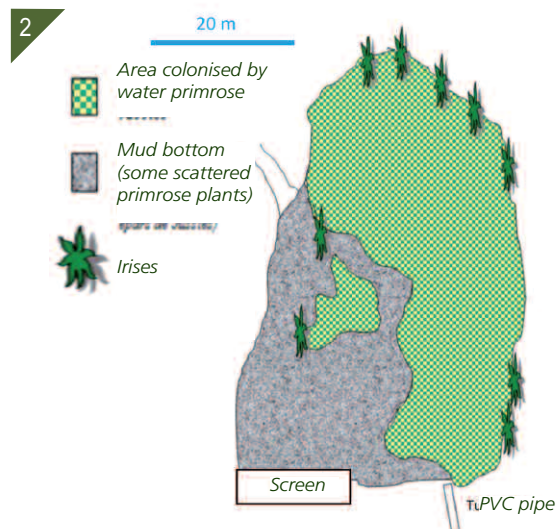 2
20 m
Area colonised by
water primrose
Mud bottom
(some scattered
primrose plants)
Irises
Screen
PVC pipe